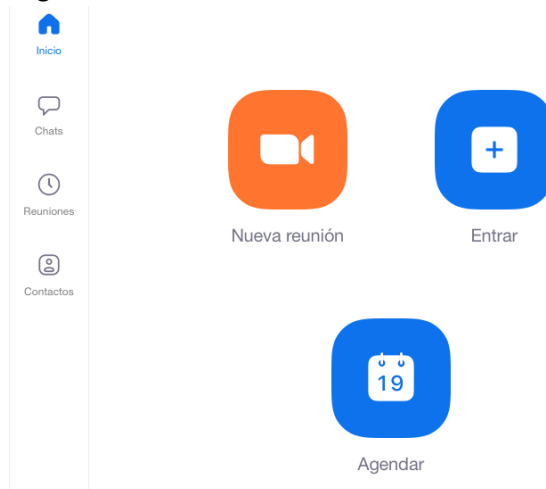 Inicio
Chats
Reuniones
Contactos
Nueva reunión
Entrar
19
Agendar